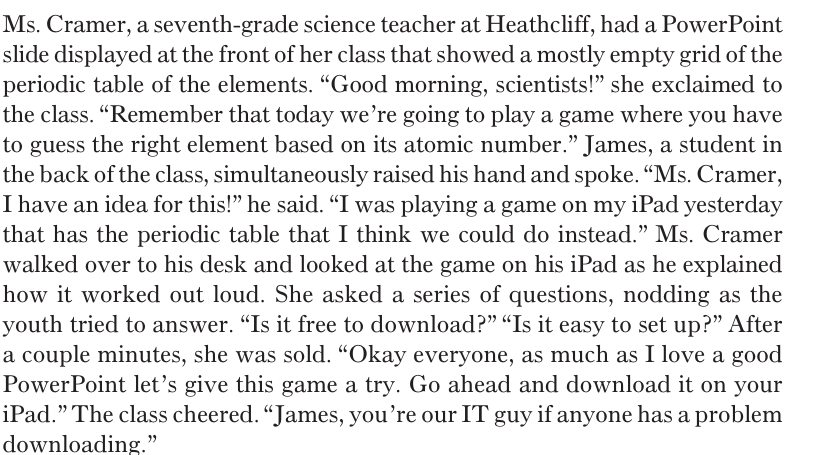 Ms. Cramer, a seventh-grade science teacher at Heathcliff, had a PowerPoint
slide displayed at the front of her class that showed a mostly empty grid of the
periodic table of the elements. “Good morning, scientists!” she exclaimed to
the class. “Remember that today we’re going to play a game where you have
to guess the right element based on its atomic number.” James, a student in
the back of the class, simultaneously raised his hand and spoke. “Ms. Cramer,
I have an idea for this!” he said. “I was playing a game on my iPad yesterday
that has the periodic table that I think we could do instead.” Ms. Cramer
walked over to his desk and looked at the game on his iPad as he explained
how it worked out loud. She asked a series of questions, nodding as the
youth tried to answer. “Is it free to download?” “Is it easy to set up?” After
a couple minutes, she was sold. “Okay everyone, as much as I love a good
PowerPoint let’s give this game a try. Go ahead and download it on your
iPad.” The class cheered. “James, you’re our IT guy if anyone has a problem
downloading.”